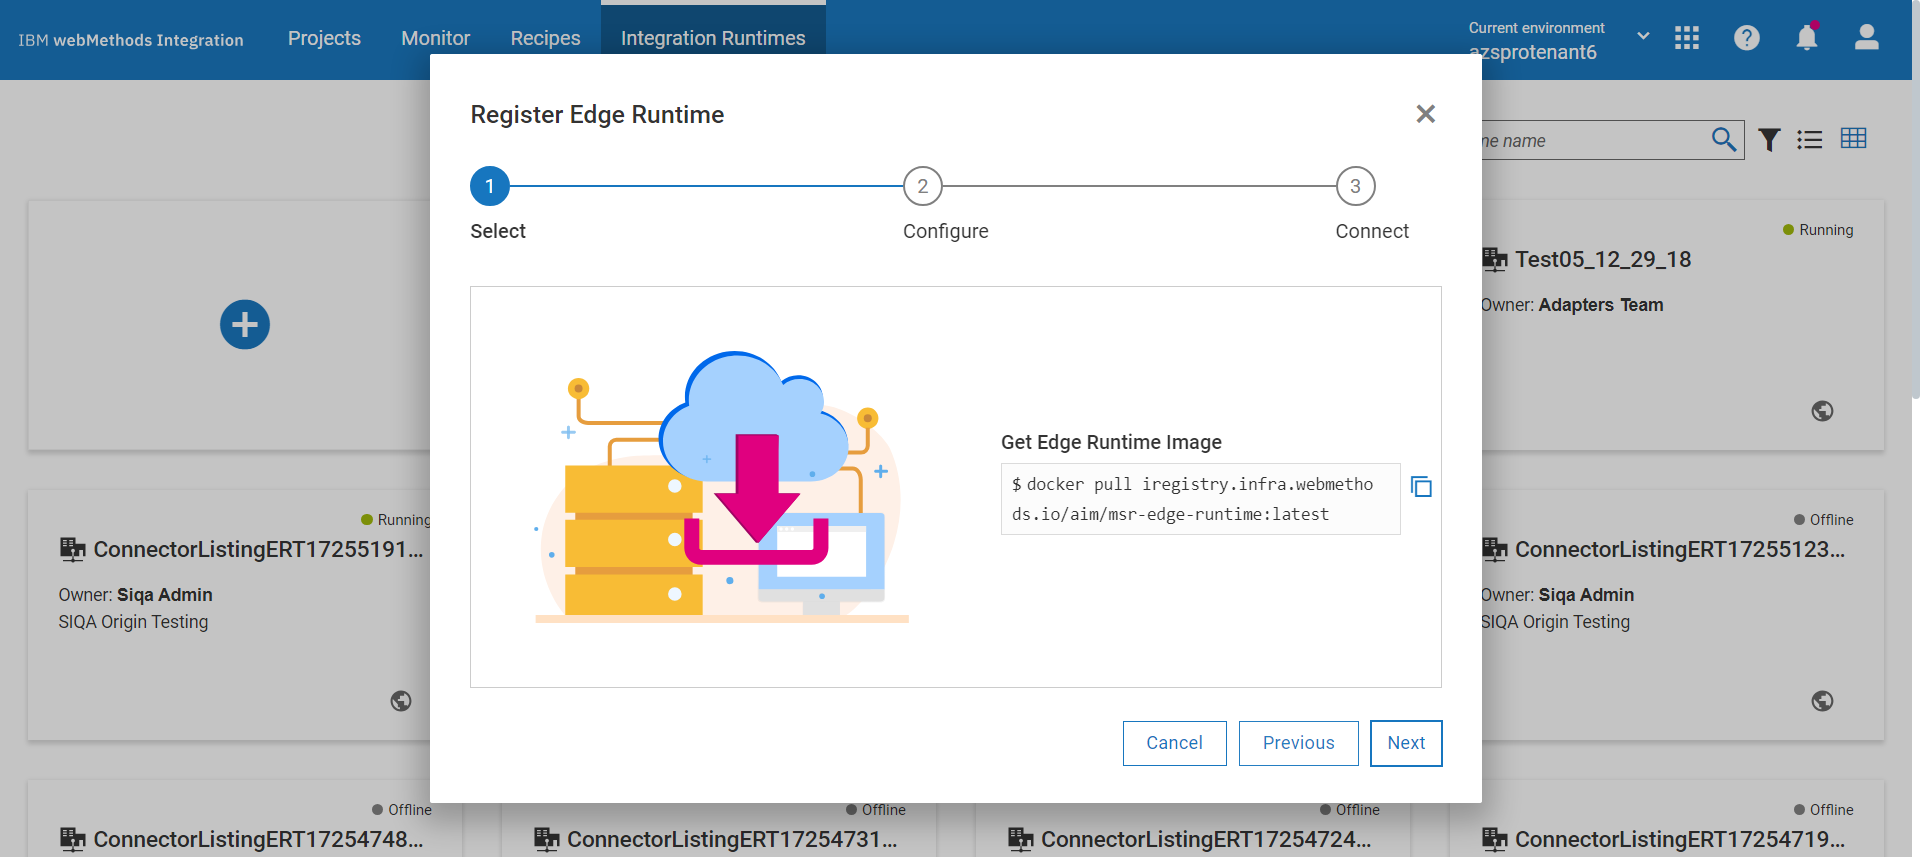 IBM webMethods Integration
Projects
Monitor
Recipes
Integration Runtimes
Current environment
azsprotenant6
Register Edge Runtime
1
2
3
Select
Configure
Connect
Get Edge Runtime Image
$ docker pull iregistry.infra.webmetho
ds.io/aim/msr-edge-runtime:latest
Cancel
Previous
Next
name
Running
Test05_12_29_18
Owner: Adapters Team
Running
ConnectorListingERT17255191...
Owner: Siqa Admin
SIQA Origin Testing
Offline
ConnectorListingERT17255123...
Owner: Siqa Admin
SIQA Origin Testing
Offline
ConnectorListingERT17254748...
Offline
ConnectorListingERT17254731...
Offline
ConnectorListingERT17254724...
Offline
ConnectorListingERT17254719...